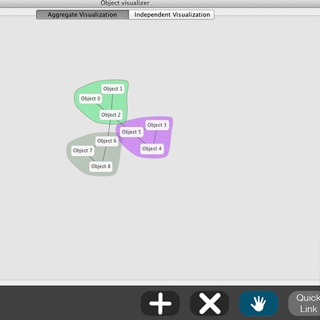 Object visualizer
Aggregate Visualization Independent Visualization
Object 1
Object 0
Object 2
Object 3
Object 5
Object 6
Object 4
Object 7
Object 8
Quick
Link